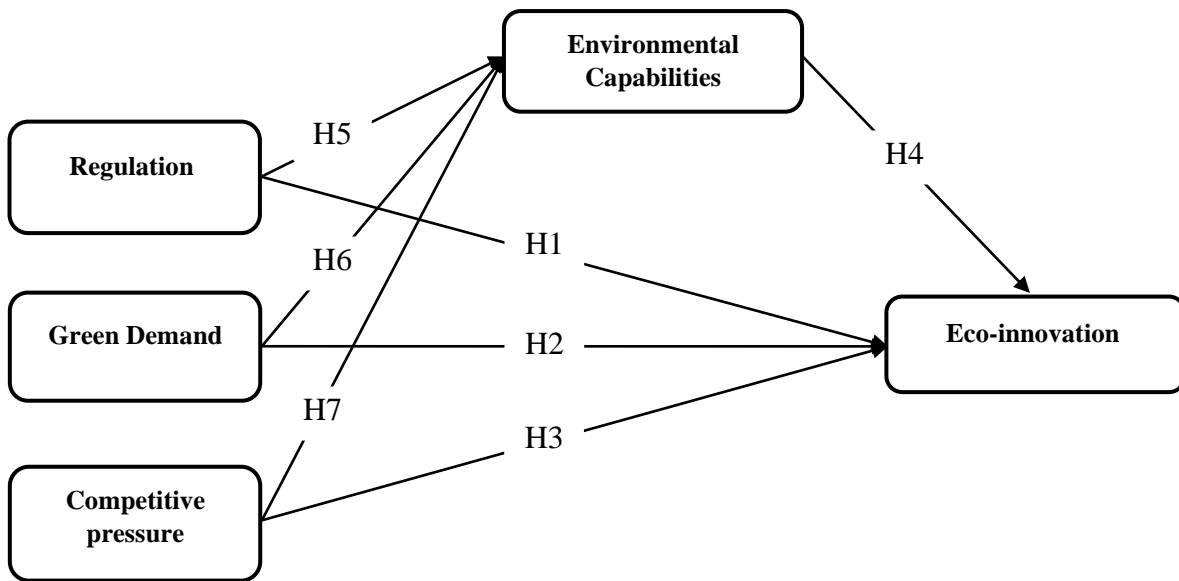 Environmental
Capabilities
H5
H4
Regulation
H1
H6
Green Demand
H2
Eco-innovation
H7
H3
Competitive
pressure